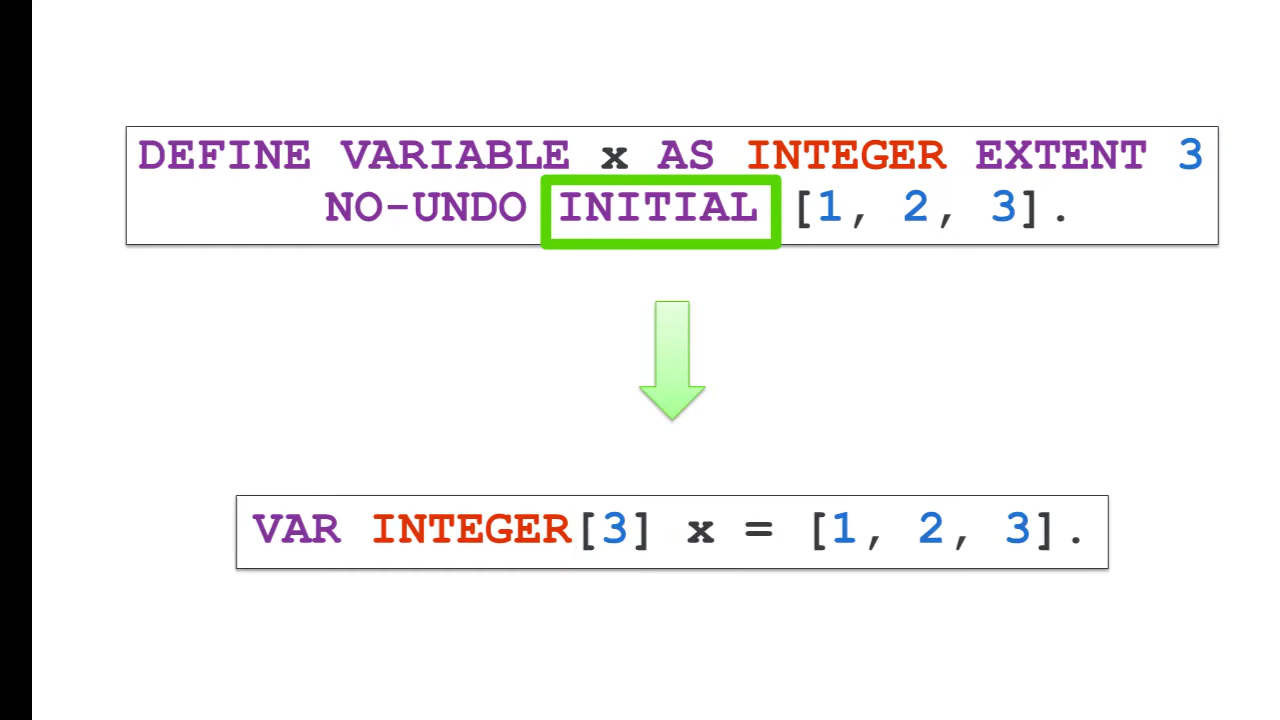 DEFINE VARIABLE x AS INTEGER EXTENT 3
NO-UNDO INITIAL [1, 2, 3].
VAR INTEGER[3] x = [1, 2, 3].